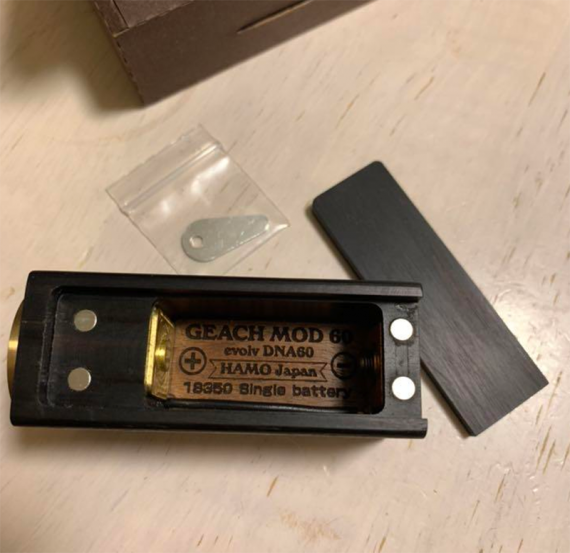 GEACH MOD 60
evolv DNA60
+ HAMO Japan −
18350 Single battery